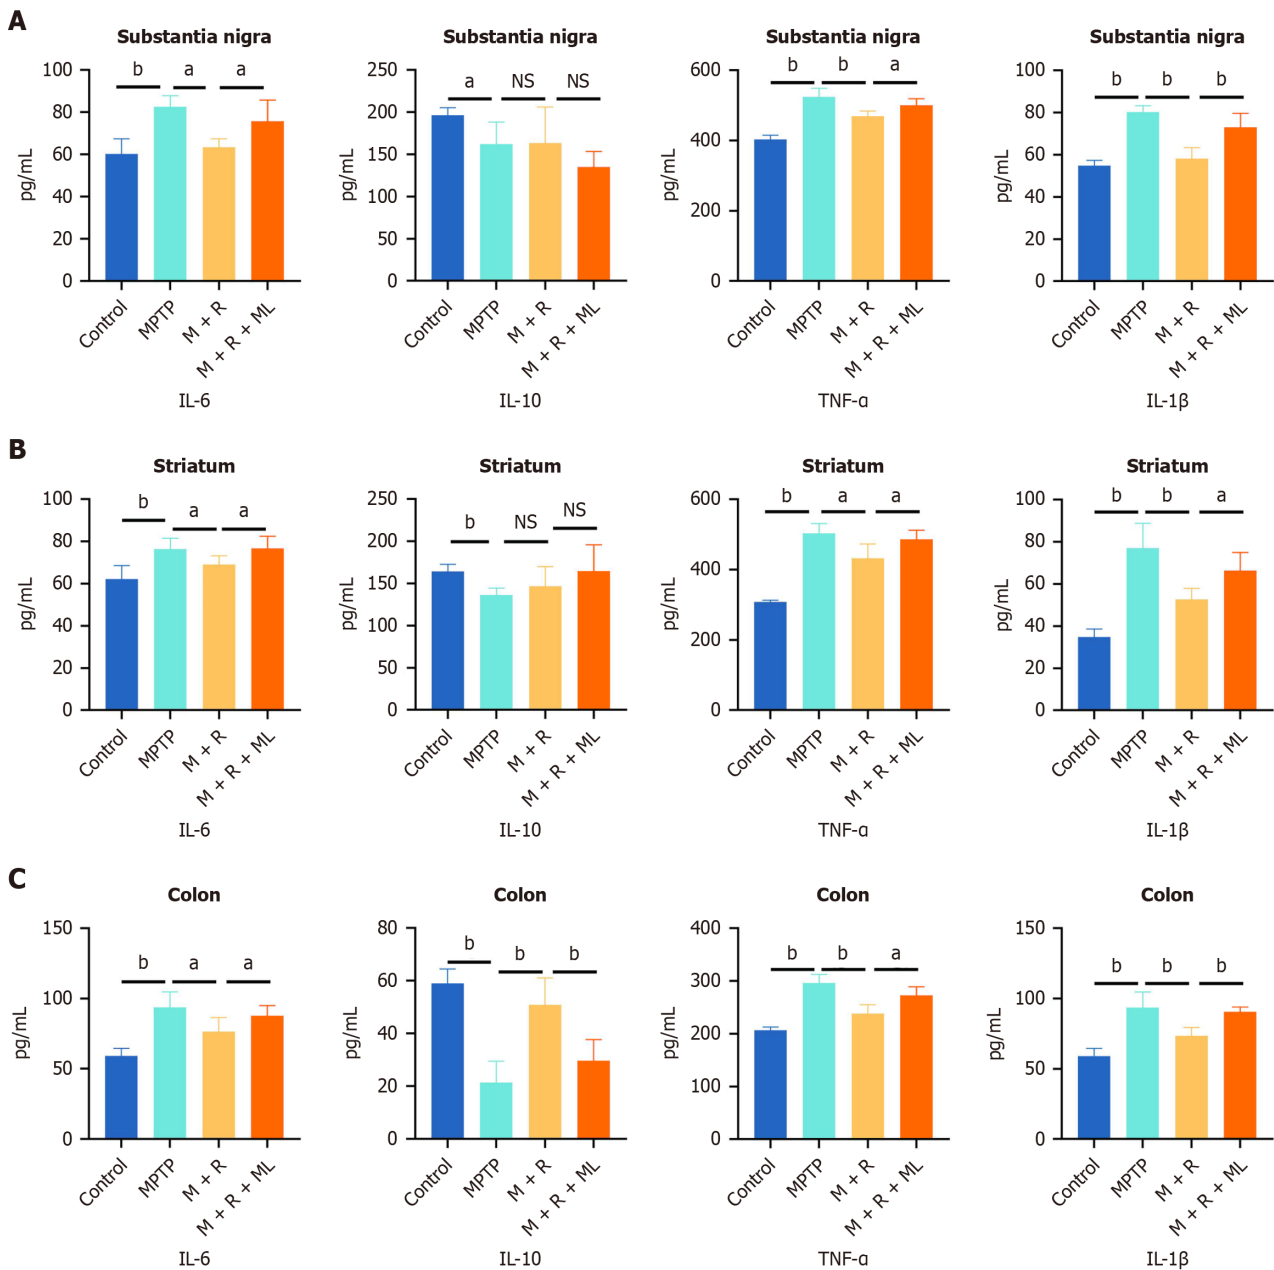 A
Substantia nigra
Substantia nigra
Substantia nigra
Substantia nigra
pg/mL
100
80
60
40
20
0
b
a
a
Control
MPTP
M + R
M + R + ML
IL-6
pg/mL
250
200
150
100
50
0
a
NS
NS
Control
MPTP
M + R
M + R + ML
IL-10
pg/mL
600
400
200
0
b
b
a
Control
MPTP
M + R
M + R + ML
TNF-α
pg/mL
100
80
60
40
20
0
b
b
b
Control
MPTP
M + R
M + R + ML
IL-1β
B
Striatum
Striatum
Striatum
Striatum
pg/mL
100
80
60
40
20
0
b
a
a
Control
MPTP
M + R
M + R + ML
IL-6
pg/mL
250
200
150
100
50
0
b
NS
NS
Control
MPTP
M + R
M + R + ML
IL-10
pg/mL
600
400
200
0
b
a
a
Control
MPTP
M + R
M + R + ML
TNF-α
pg/mL
100
80
60
40
20
0
b
b
a
Control
MPTP
M + R
M + R + ML
IL-1β
C
Colon
Colon
Colon
Colon
pg/mL
150
100
50
0
b
a
a
Control
MPTP
M + R
M + R + ML
IL-6
pg/mL
80
60
40
20
0
b
b
b
Control
MPTP
M + R
M + R + ML
IL-10
pg/mL
400
300
200
100
0
b
b
a
Control
MPTP
M + R
M + R + ML
TNF-α
pg/mL
150
100
50
0
b
b
b
Control
MPTP
M + R
M + R + ML
IL-1β